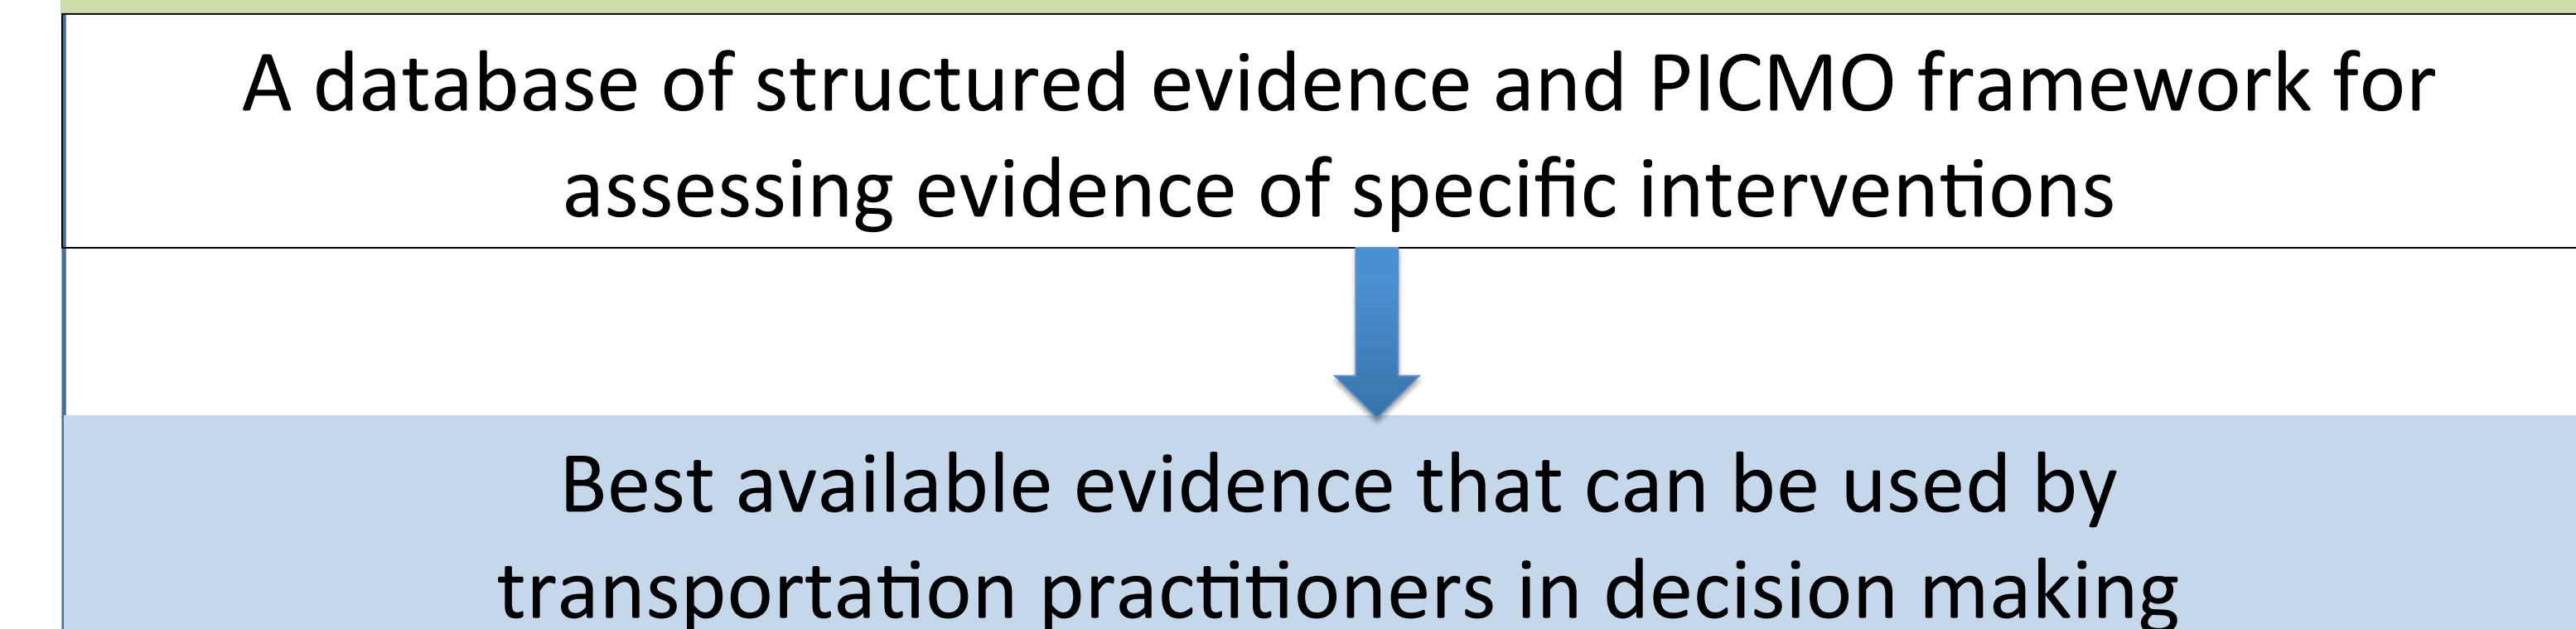 A database of structured evidence and PICMO framework for
assessing evidence of specific interventions
Best available evidence that can be used by
transportation practitioners in decision making